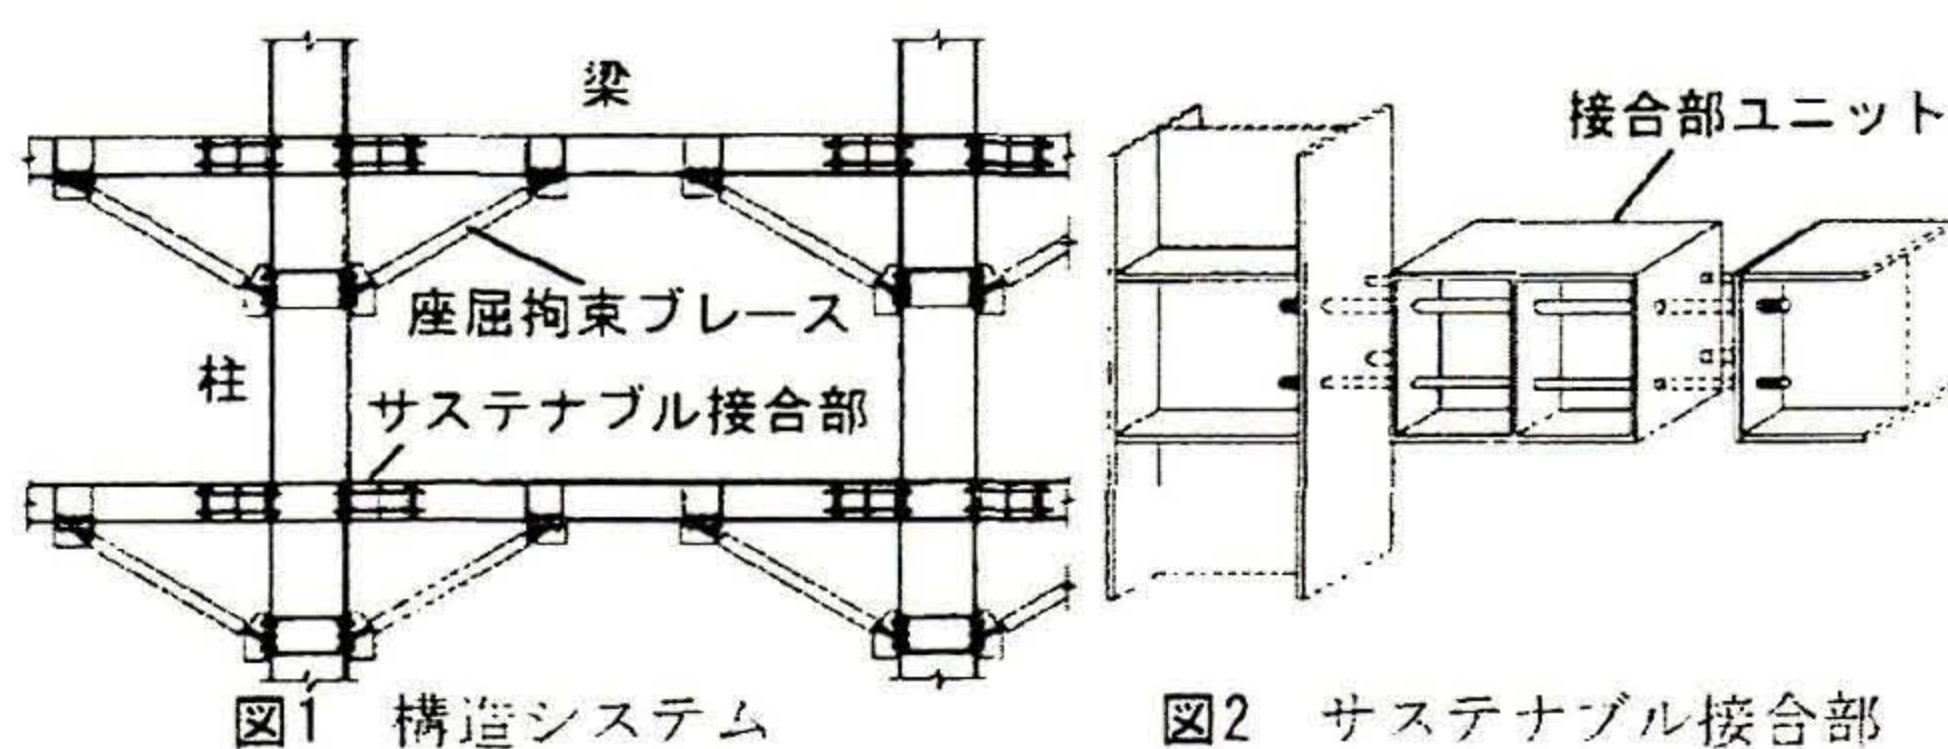 梁
座屈拘束ブレース
柱
サステナブル接合部
図1 構造システム
接合部ユニット
図2 サステナブル接合部